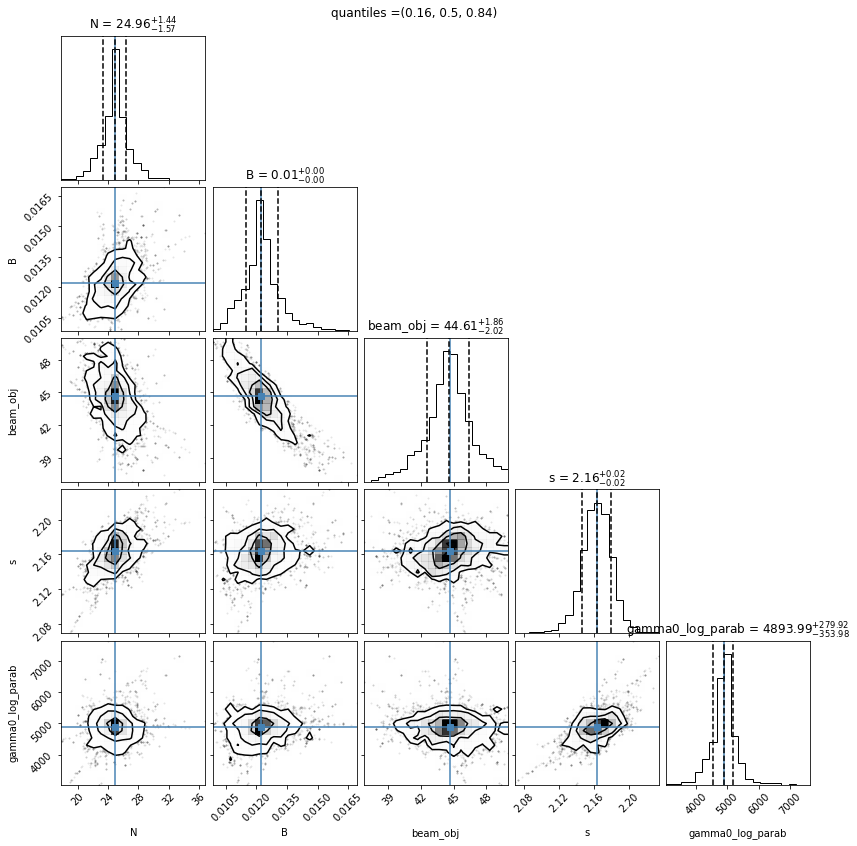 quantiles =(0.16, 0.5, 0.84)
N = 24.96+1.44−1.57
B = 0.01+0.00−0.00
0.0165
0.0150
0.0135
0.0120
0.0105
B
beam_obj = 44.61+1.86−2.02
48
45
42
39
beam_obj
s = 2.16+0.02−0.02
2.20
2.16
2.12
2.08
s
gamma0_log_parab = 4893.99+279.92−353.98
7000
6000
5000
4000
gamma0_log_parab
20 24 28 32 36
0.0105 0.0120 0.0135 0.0150 0.0165
39 42 45 48
2.08 2.12 2.16 2.20
4000 5000 6000 7000
N B beam_obj s gamma0_log_parab